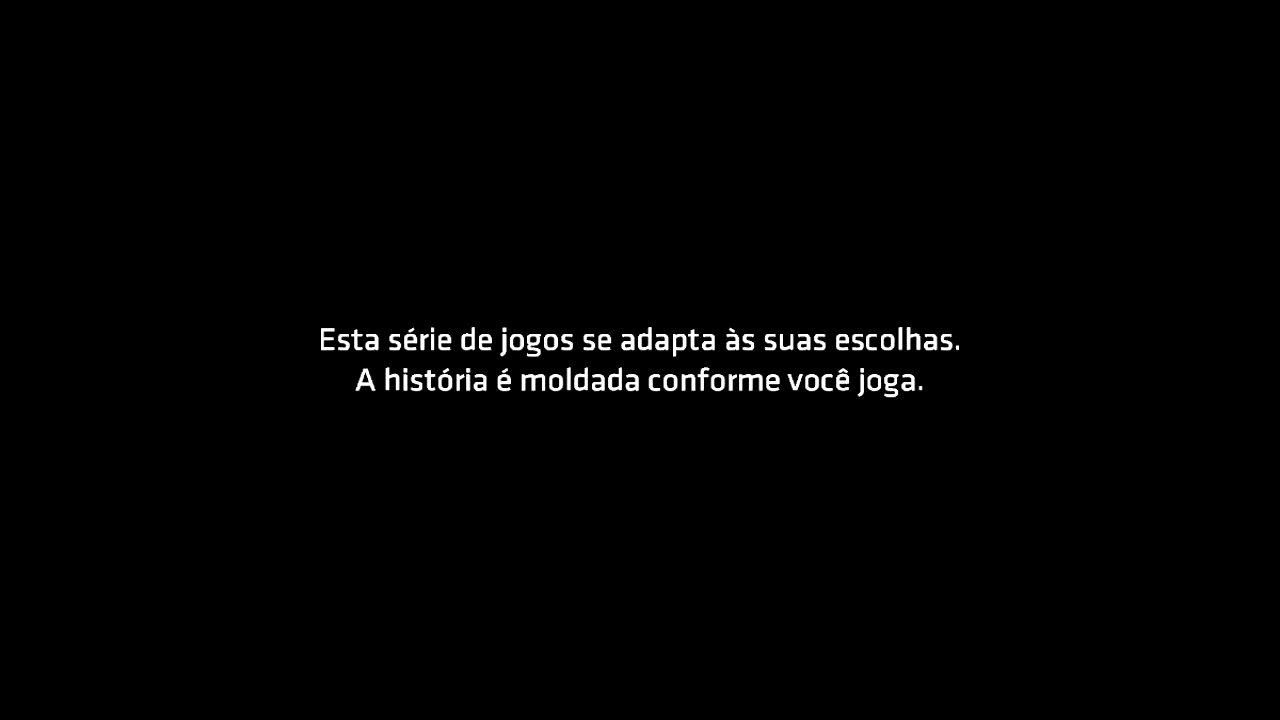 Esta série de jogos se adapta às suas escolhas.
A história é moldada conforme você joga.